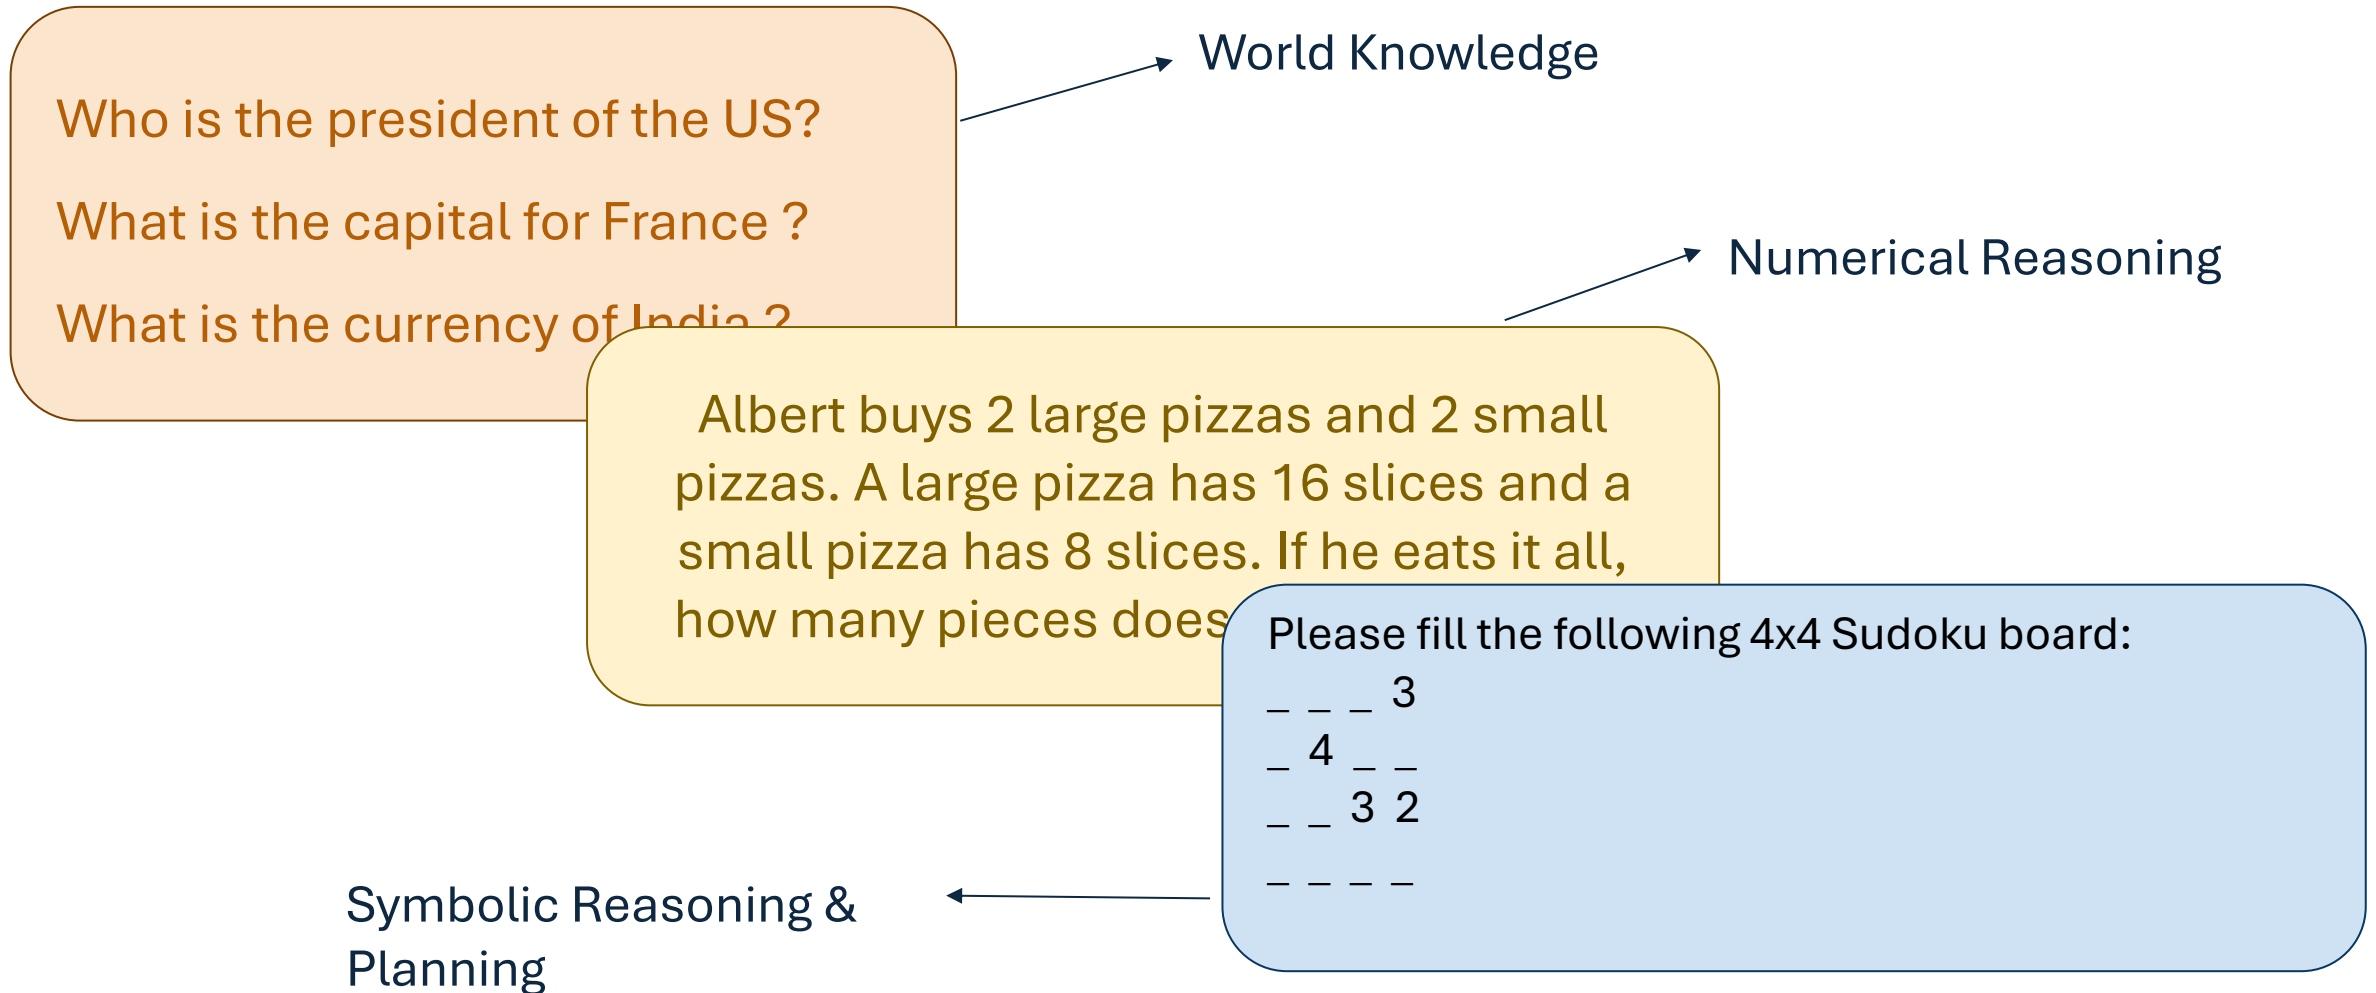 World Knowledge
Who is the president of the US?
What is the capital for France ?
What is the currency of India ?
Numerical Reasoning
Albert buys 2 large pizzas and 2 small
pizzas. A large pizza has 16 slices and a
small pizza has 8 slices. If he eats it all,
how many pieces does
Please fill the following 4x4 Sudoku board:
_ _ _ 3
_ 4 _ _
_ _ 3 2
_ _ _ _
Symbolic Reasoning &
Planning